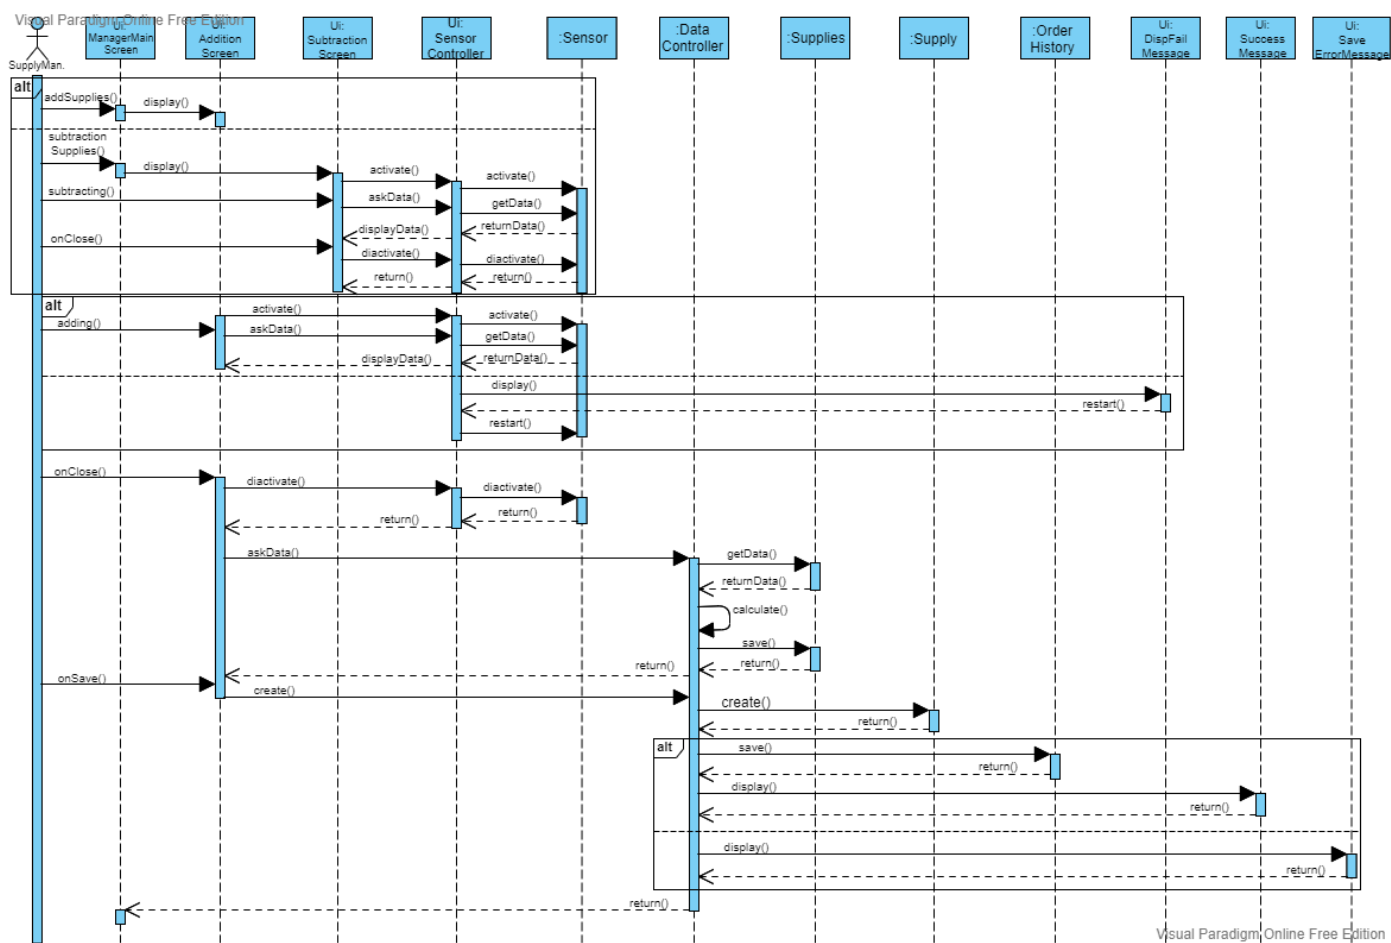 Visual Paradigm Online Free Edition
SupplyMan.
Ui:
ManagerMain
Screen
Ui:
Addition
Screen
Ui:
Subtraction
Screen
Ui:
Sensor
Controller
:Sensor
:Data
Controller
:Supplies
:Supply
:Order
History
Ui:
DispFail
Message
Ui:
Success
Message
Ui:
Save
ErrorMessage
alt
addSupplies()
display()
subtraction
Supplies()
display()
activate()
activate()
subtracting()
askData()
getData()
returnData()
displayData()
onClose()
diactivate()
diactivate()
return()
return()
alt
activate()
activate()
adding()
askData()
getData()
returnData()
displayData()
display()
restart()
restart()
onClose()
diactivate()
diactivate()
return()
return()
askData()
getData()
returnData()
calculate()
save()
return()
return()
onSave()
create()
create()
return()
alt
save()
return()
display()
return()
display()
return()
return()
Visual Paradigm Online Free Edition